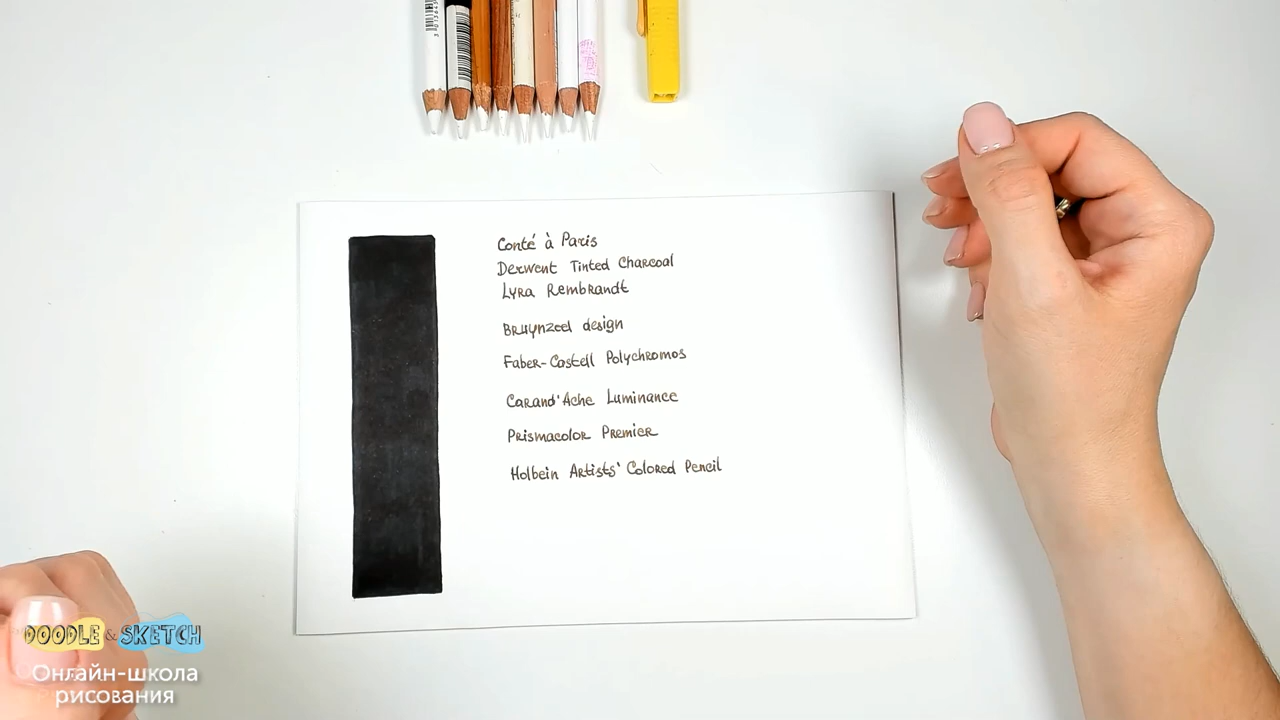 Conté à Paris
Derwent Tinted Charcoal
Lyra Rembrandt
Bruynzeel design
Faber-Castell Polychromos
Carand'Ache Luminance
Prismacolor Premier
Holbein Artists' Colored Pencil
DOODLE & SKETCH
Онлайн-школа
рисования